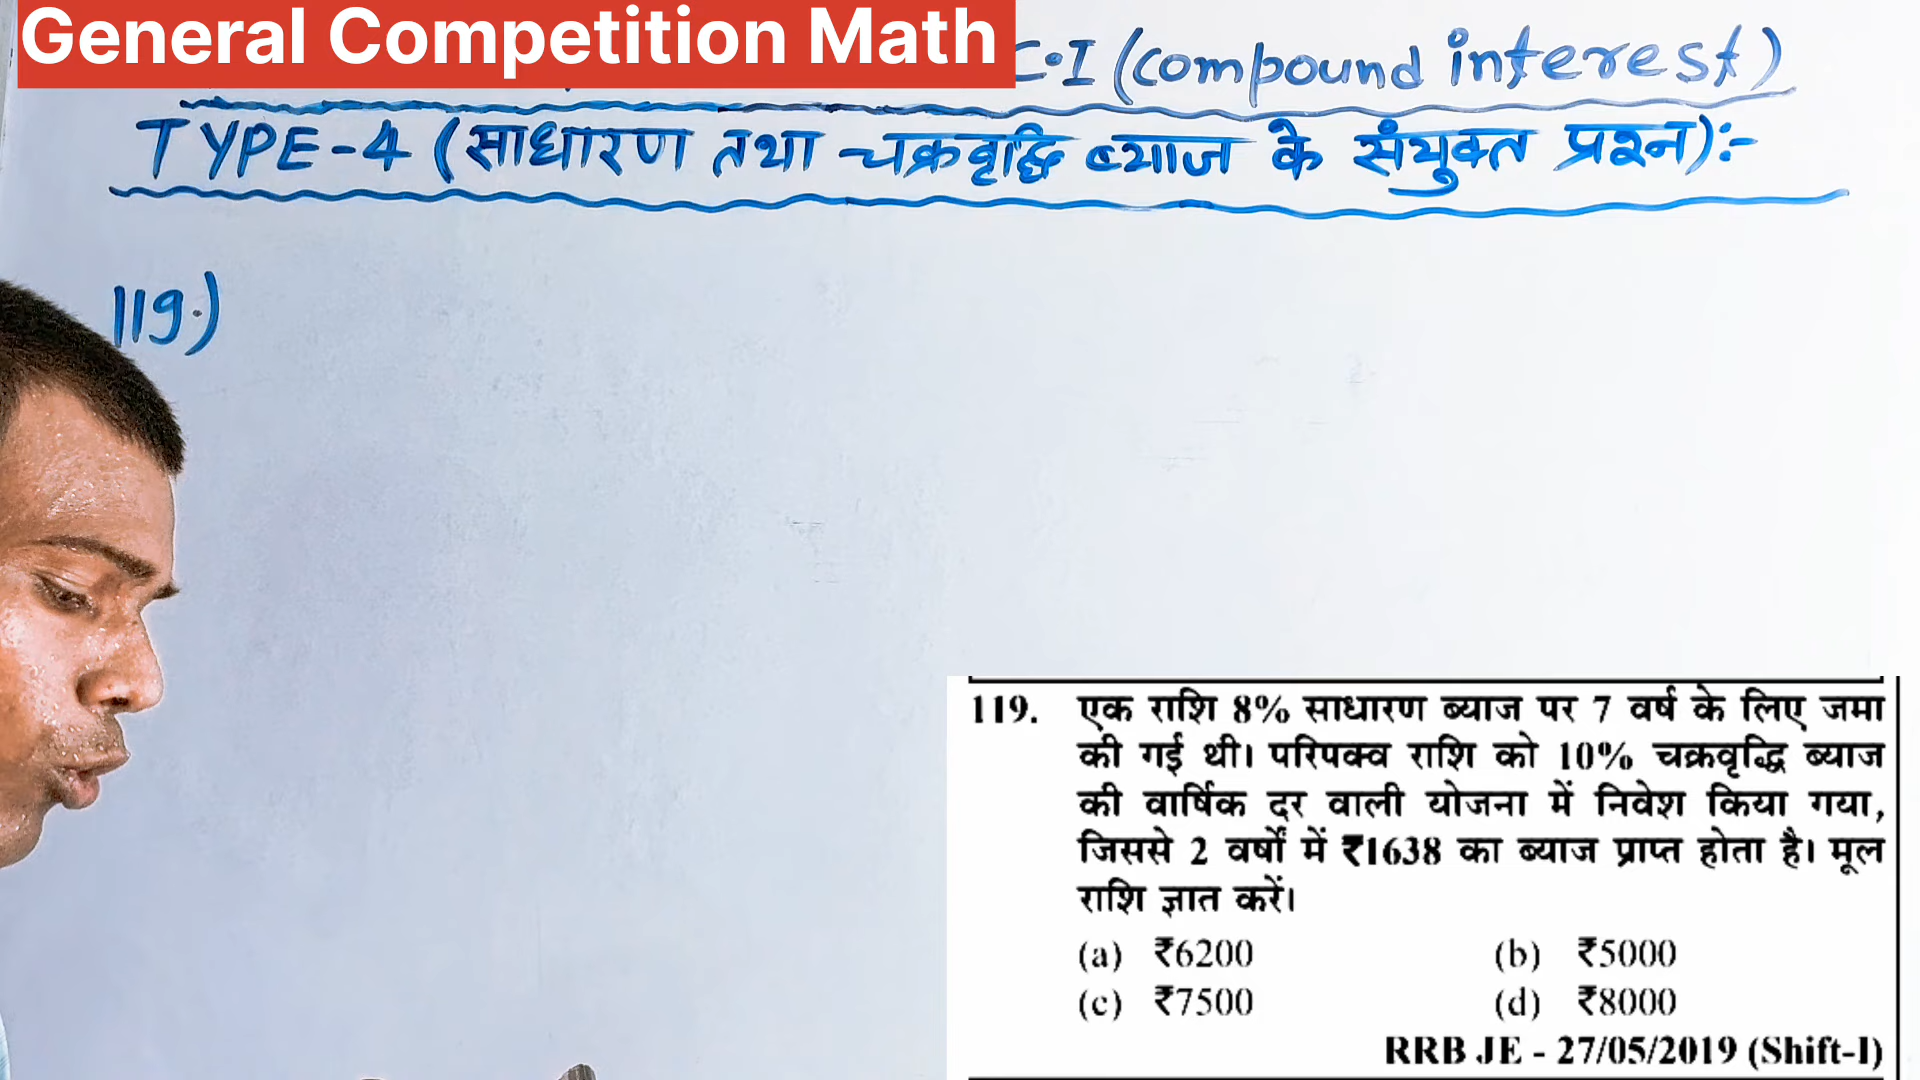 General Competition Math
C.I (compound interest)
TYPE-4 (साधारण तथा चक्रवृद्धि ब्याज के संयुक्त प्रश्न):-
119.)
119. एक राशि 8% साधारण ब्याज पर 7 वर्ष के लिए जमा
की गई थी। परिपक्व राशि को 10% चक्रवृद्धि ब्याज
की वार्षिक दर वाली योजना में निवेश किया गया,
जिससे 2 वर्षों में ₹1638 का ब्याज प्राप्त होता है। मूल
राशि ज्ञात करें।
(a) ₹6200 (b) ₹5000
(c) ₹7500 (d) ₹8000
RRB JE - 27/05/2019 (Shift-I)